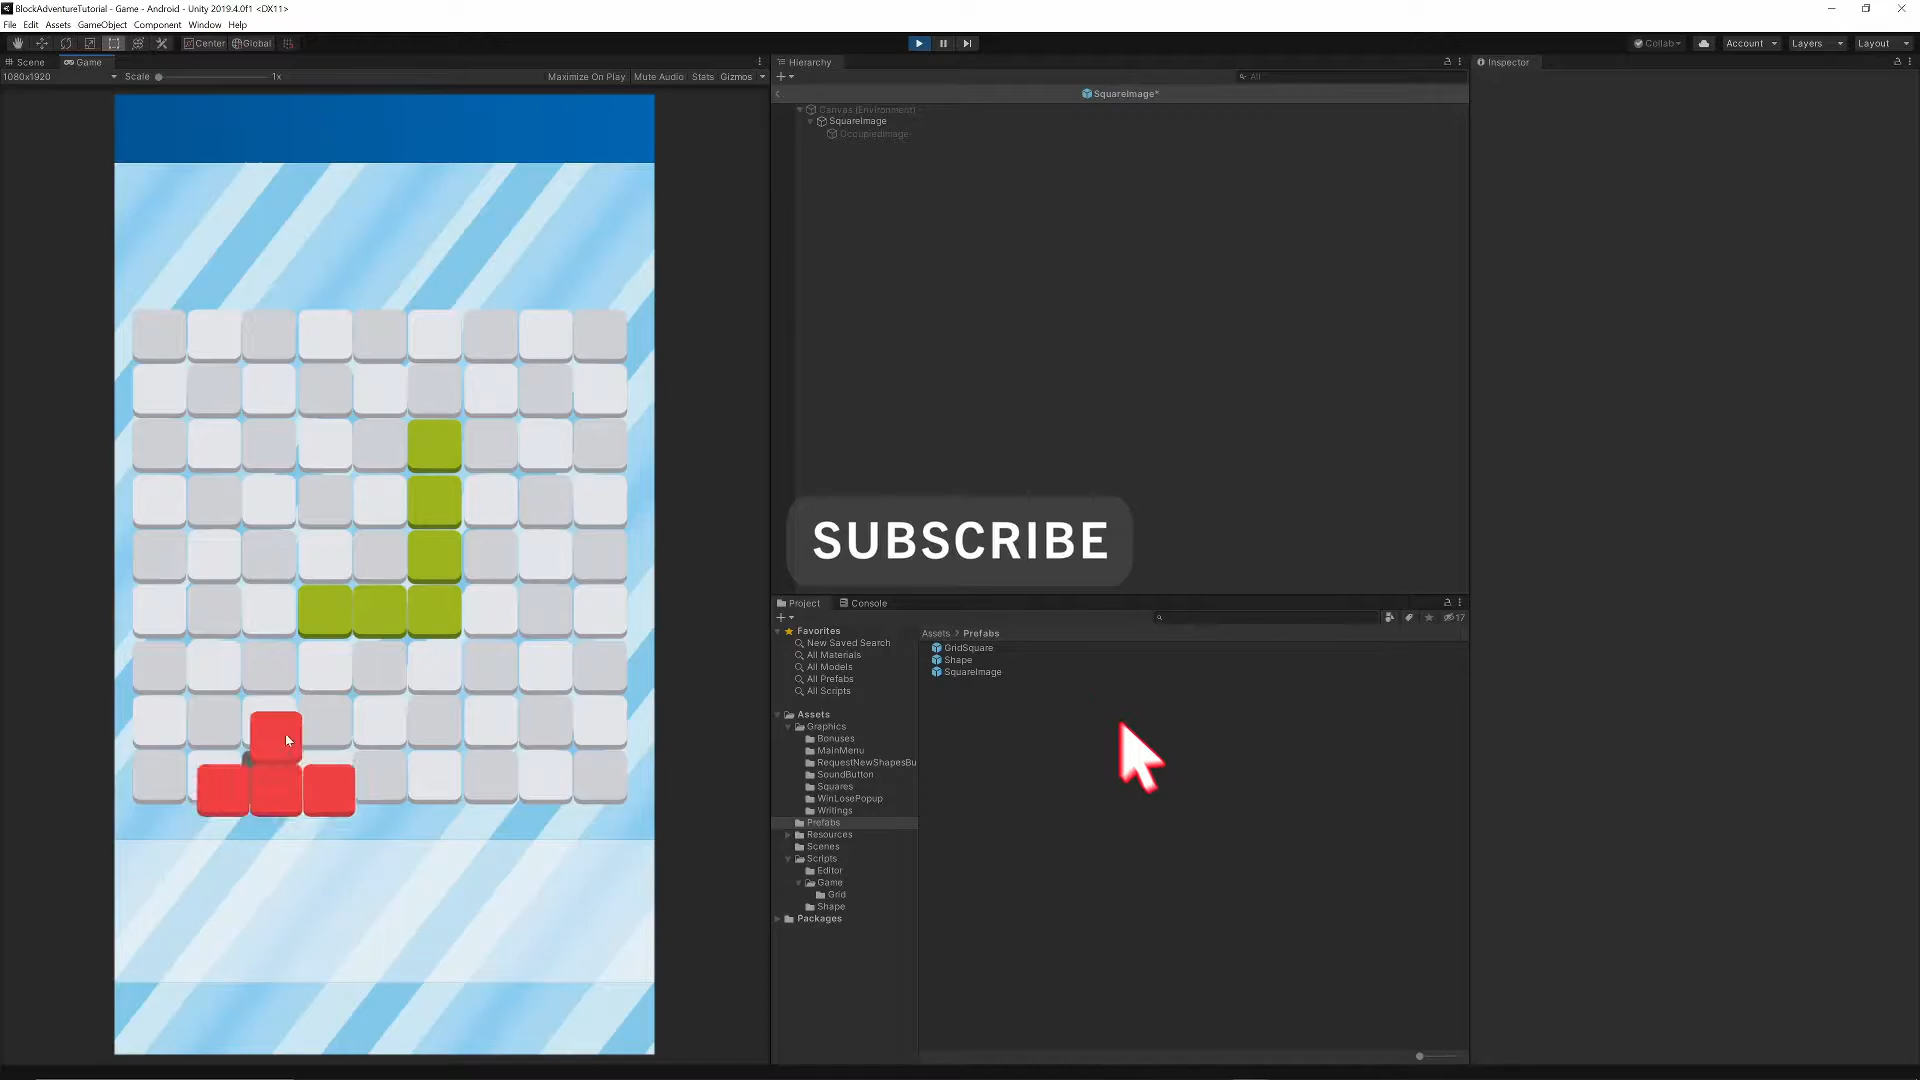 BlockAdventureTutorial - Game - Android - Unity 2019.4.0f1 <DX11>
File Edit Assets GameObject Component Window Help
Center Global
Collab Account Layers Layout
Scene Game
1080x1920 Scale 1x Maximize On Play Mute Audio Stats Gizmos
Hierarchy
All
SquareImage*
Canvas (Environment)
SquareImage
OccupiedImage
Inspector
SUBSCRIBE
Project Console
17
Favorites
New Saved Search
All Materials
All Models
All Prefabs
All Scripts
Assets
Graphics
Bonuses
MainMenu
RequestNewShapesBu
SoundButton
Squares
WinLosePopup
Writings
Prefabs
Resources
Scenes
Scripts
Editor
Game
Grid
Shape
Packages
Assets > Prefabs
GridSquare
Shape
SquareImage